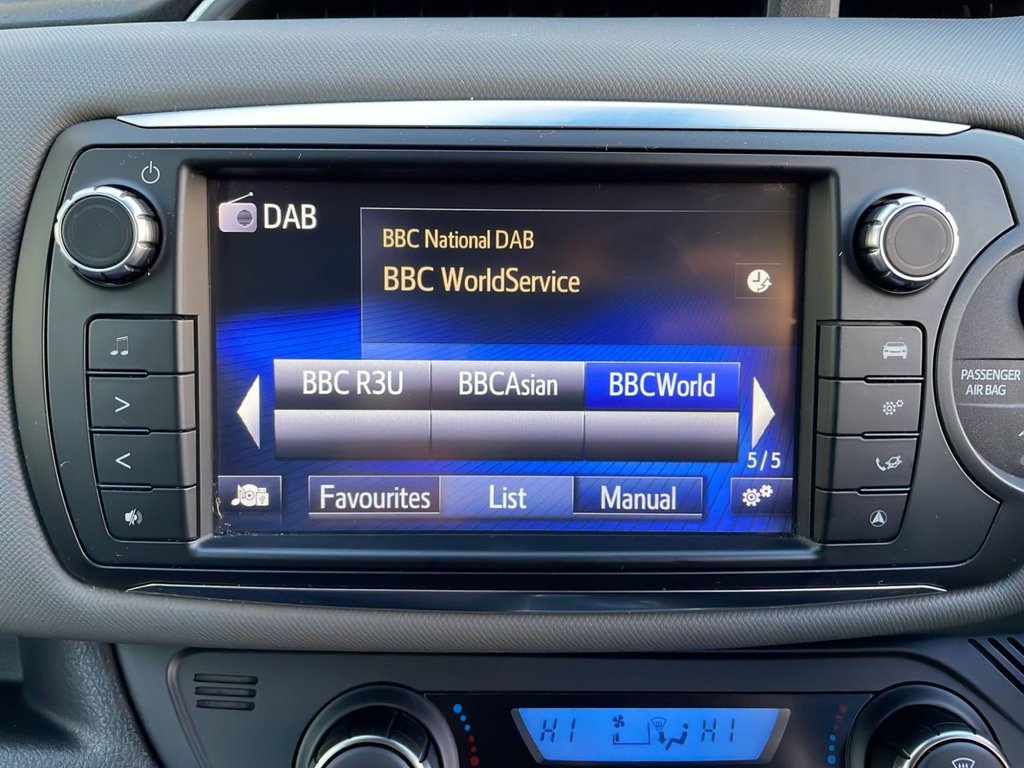 DAB
BBC National DAB
BBC WorldService
BBC R3U
BBCAsian
BBCWorld
5/5
Favourites
List
Manual
PASSENGER
AIR BAG
HI
HI